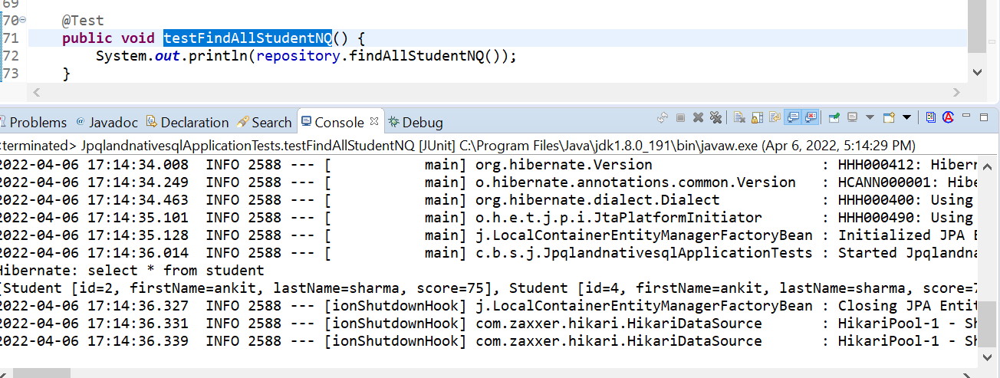 69
70 @Test
71 public void testFindAllStudentNQ() {
72 System.out.println(repository.findAllStudentNQ());
73 }
Problems @ Javadoc Declaration Search Console Debug
<terminated> JpqlandnativesqlApplicationTests.testFindAllStudentNQ [JUnit] C:\Program Files\Java\jdk1.8.0_191\bin\javaw.exe (Apr 6, 2022, 5:14:29 PM)
2022-04-06 17:14:34.008 INFO 2588 --- [ main] org.hibernate.Version : HHH000412: Hibern
2022-04-06 17:14:34.249 INFO 2588 --- [ main] o.hibernate.annotations.common.Version : HCANN000001: Hibe
2022-04-06 17:14:34.463 INFO 2588 --- [ main] org.hibernate.dialect.Dialect : HHH000400: Using
2022-04-06 17:14:35.101 INFO 2588 --- [ main] o.h.e.t.j.p.i.JtaPlatformInitiator : HHH000490: Using
2022-04-06 17:14:35.128 INFO 2588 --- [ main] j.LocalContainerEntityManagerFactoryBean : Initialized JPA E
2022-04-06 17:14:36.014 INFO 2588 --- [ main] c.b.s.j.JpqlandnativesqlApplicationTests : Started Jpqlandna
Hibernate: select * from student
[Student [id=2, firstName=ankit, lastName=sharma, score=75], Student [id=4, firstName=ankit, lastName=sharma, score=7
2022-04-06 17:14:36.327 INFO 2588 --- [ionShutdownHook] j.LocalContainerEntityManagerFactoryBean : Closing JPA Entit
2022-04-06 17:14:36.331 INFO 2588 --- [ionShutdownHook] com.zaxxer.hikari.HikariDataSource : HikariPool-1 - Sh
2022-04-06 17:14:36.339 INFO 2588 --- [ionShutdownHook] com.zaxxer.hikari.HikariDataSource : HikariPool-1 - Sh